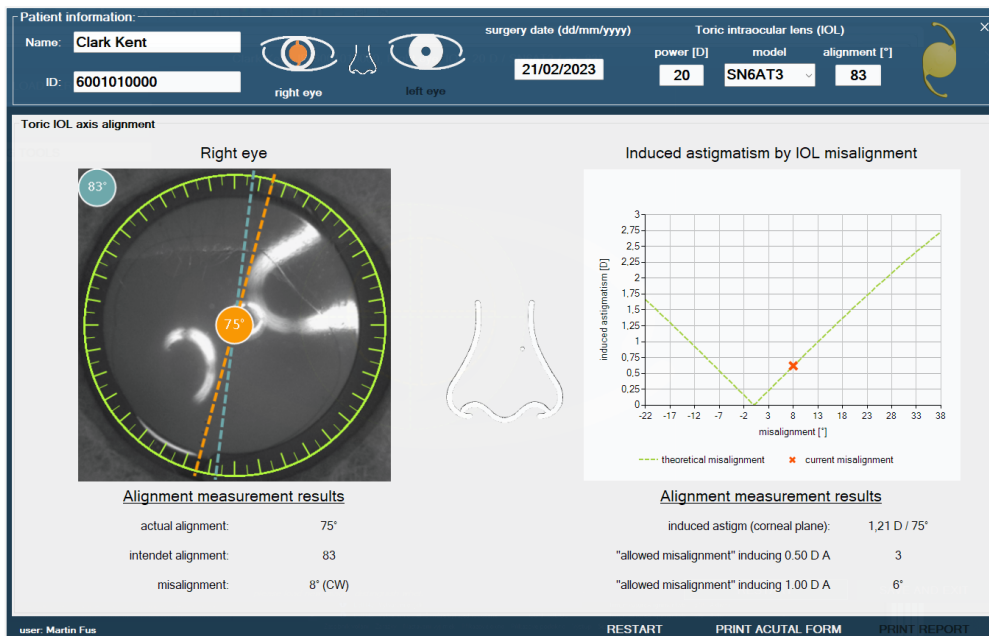 Patient information:
Name: Clark Kent
ID: 6001010000
right eye
left eye
surgery date (dd/mm/yyyy)
21/02/2023
Toric intraocular lens (IOL)
power [D] model alignment [°]
20 SN6AT3 83
Toric IOL axis alignment
Right eye
83°
75°
Alignment measurement results
actual alignment: 75°
intendet alignment: 83
misalignment: 8° (CW)
Induced astigmatism by IOL misalignment
induced astigmatism [D]
3
2,75
2,5
2,25
2
1,75
1,5
1,25
1
0,75
0,5
0,25
0
-22 -17 -12 -7 -2 3 8 13 18 23 28 33 38
misalignment [°]
theoretical misalignment current misalignment
Alignment measurement results
induced astigm (corneal plane): 1,21 D / 75°
"allowed misalignment" inducing 0.50 D A 3
"allowed misalignment" inducing 1.00 D A 6°
user: Martin Fus
RESTART PRINT ACUTAL FORM PRINT REPORT